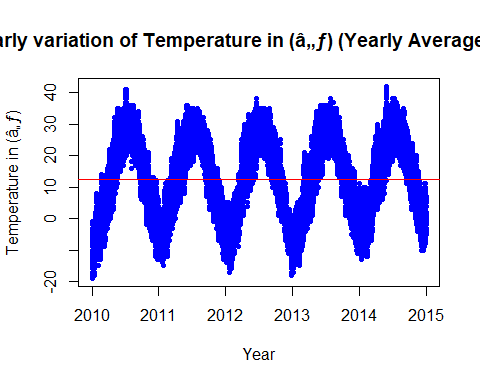 arly variation of Temperature in (â„ƒ) (Yearly Average
Temperature in (â„ƒ)
40
30
20
10
0
-20
2010 2011 2012 2013 2014 2015
Year